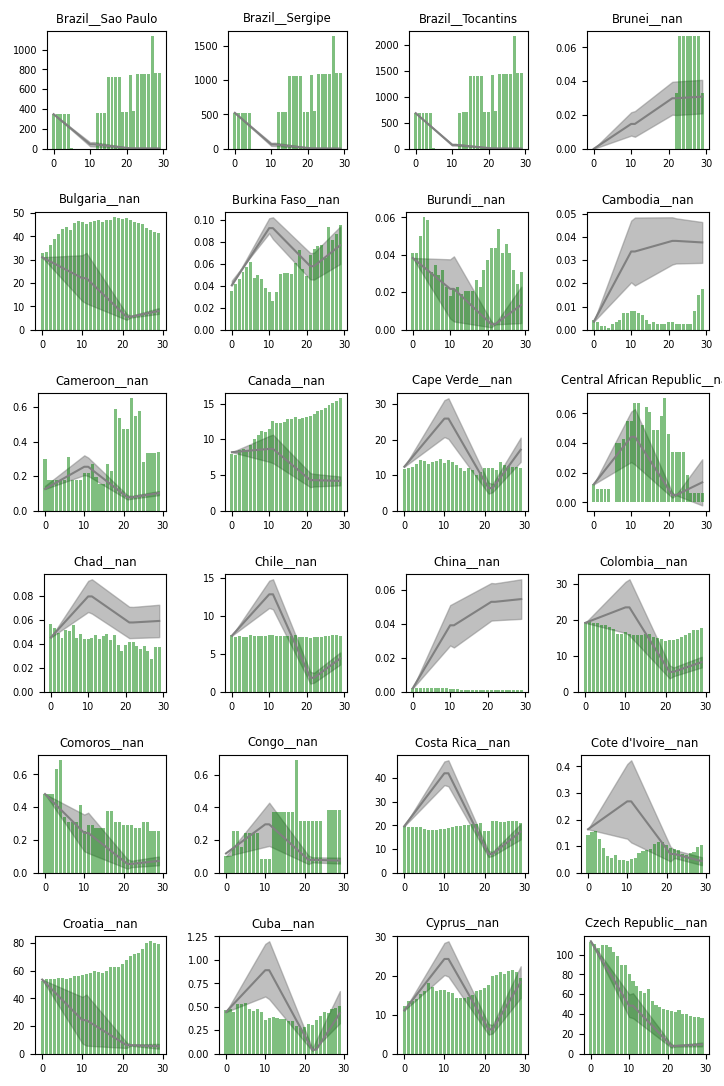 Brazil__Sao Paulo Brazil__Sergipe Brazil__Tocantins Brunei__nan
1000 800 600 400 200 0
1500 1000 500 0
2000 1500 1000 500 0
0.06 0.04 0.02 0.00
0 10 20 30 0 10 20 30 0 10 20 30 0 10 20 30
Bulgaria__nan Burkina Faso__nan Burundi__nan Cambodia__nan
50 40 30 20 10 0
0.10 0.08 0.06 0.04 0.02 0.00
0.06 0.04 0.02 0.00
0.05 0.04 0.03 0.02 0.01 0.00
0 10 20 30 0 10 20 30 0 10 20 30 0 10 20 30
Cameroon__nan Canada__nan Cape Verde__nan Central African Republic__na
0.6 0.4 0.2 0.0
15 10 5 0
30 20 10 0
0.06 0.04 0.02 0.00
0 10 20 30 0 10 20 30 0 10 20 30 0 10 20 30
Chad__nan Chile__nan China__nan Colombia__nan
0.08 0.06 0.04 0.02 0.00
15 10 5 0
0.06 0.04 0.02 0.00
30 20 10 0
0 10 20 30 0 10 20 30 0 10 20 30 0 10 20 30
Comoros__nan Congo__nan Costa Rica__nan Cote d'Ivoire__nan
0.6 0.4 0.2 0.0
0.6 0.4 0.2 0.0
40 30 20 10 0
0.4 0.3 0.2 0.1 0.0
0 10 20 30 0 10 20 30 0 10 20 30 0 10 20 30
Croatia__nan Cuba__nan Cyprus__nan Czech Republic__nan
80 60 40 20 0
1.25 1.00 0.75 0.50 0.25 0.00
30 20 10 0
100 80 60 40 20 0
0 10 20 30 0 10 20 30 0 10 20 30 0 10 20 30